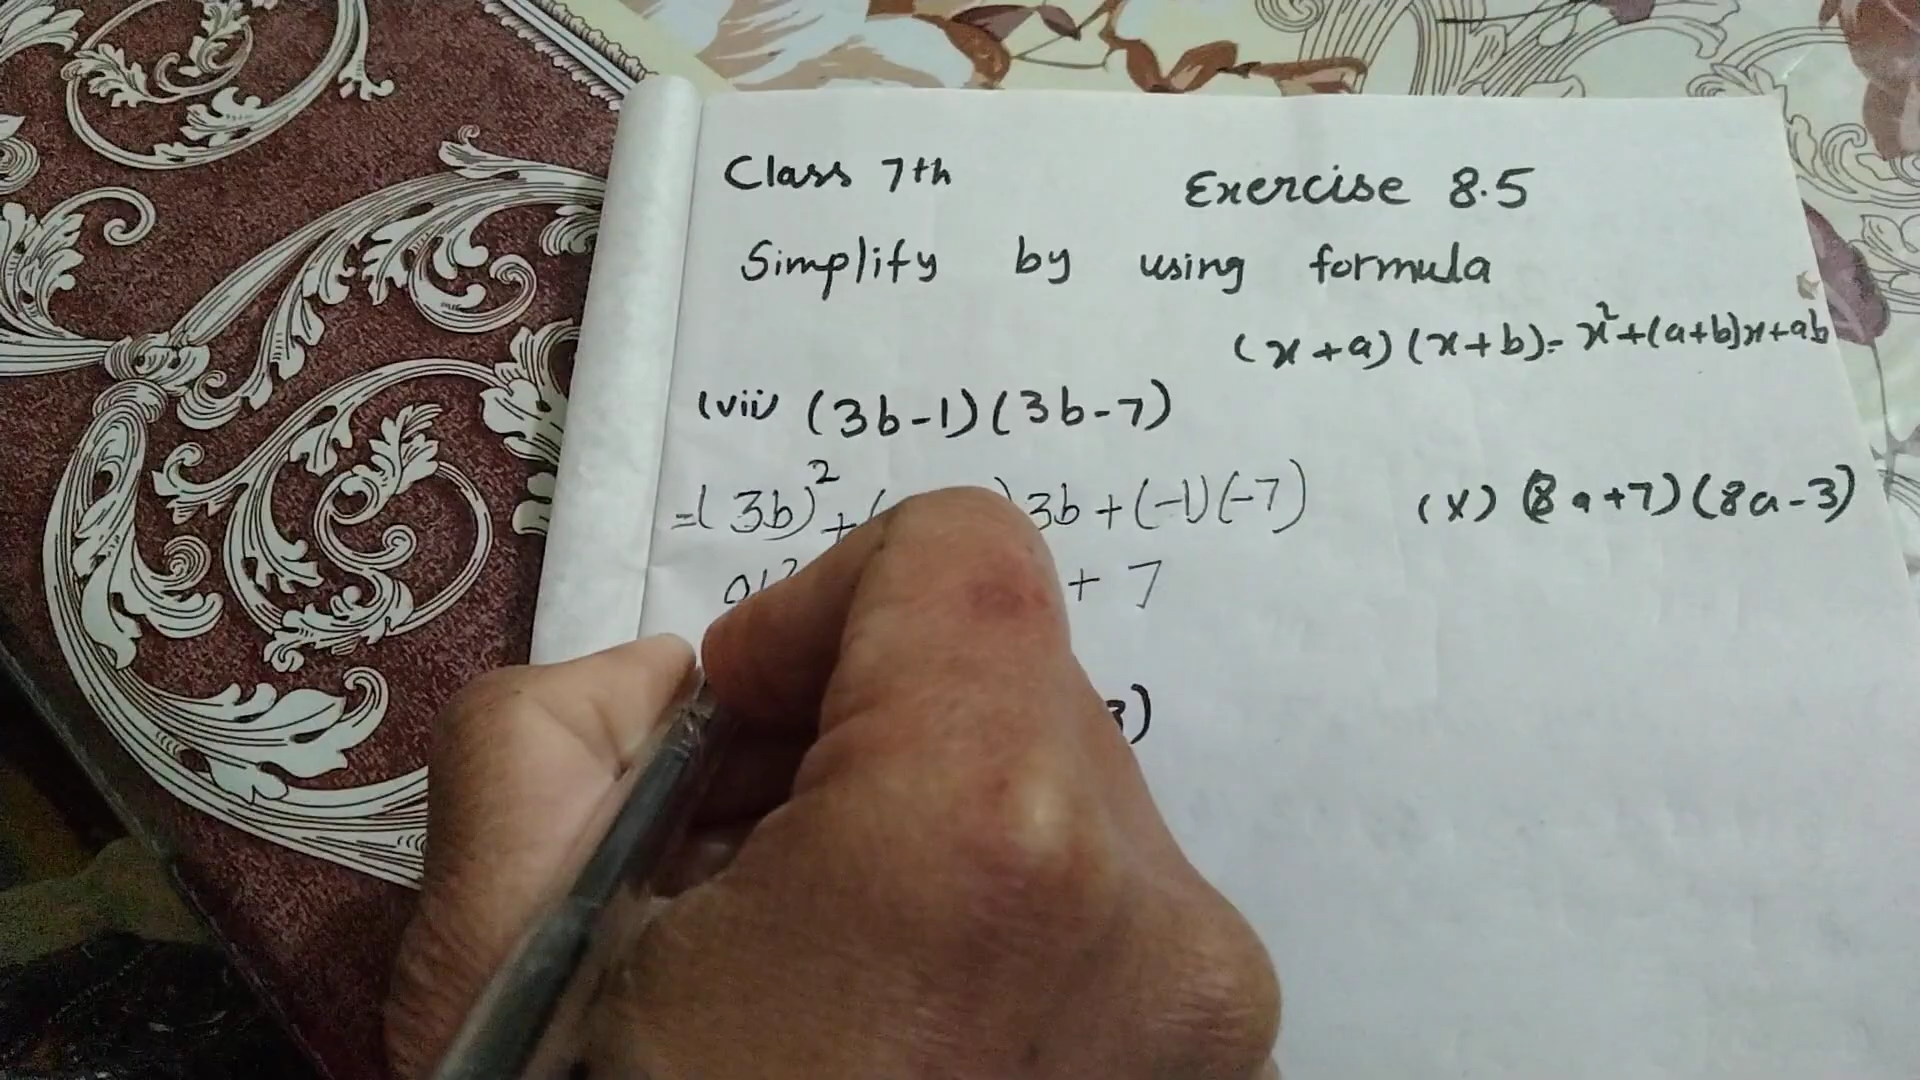 Class 7th Exercise 8.5
Simplify by using formula
(x+a)(x+b)= x²+(a+b)x+ab
(vii) (3b-1)(3b-7)
=(3b)²+( )3b+(-1)(-7)
(x) (8a+7)(8a-3)
+ 7
3)